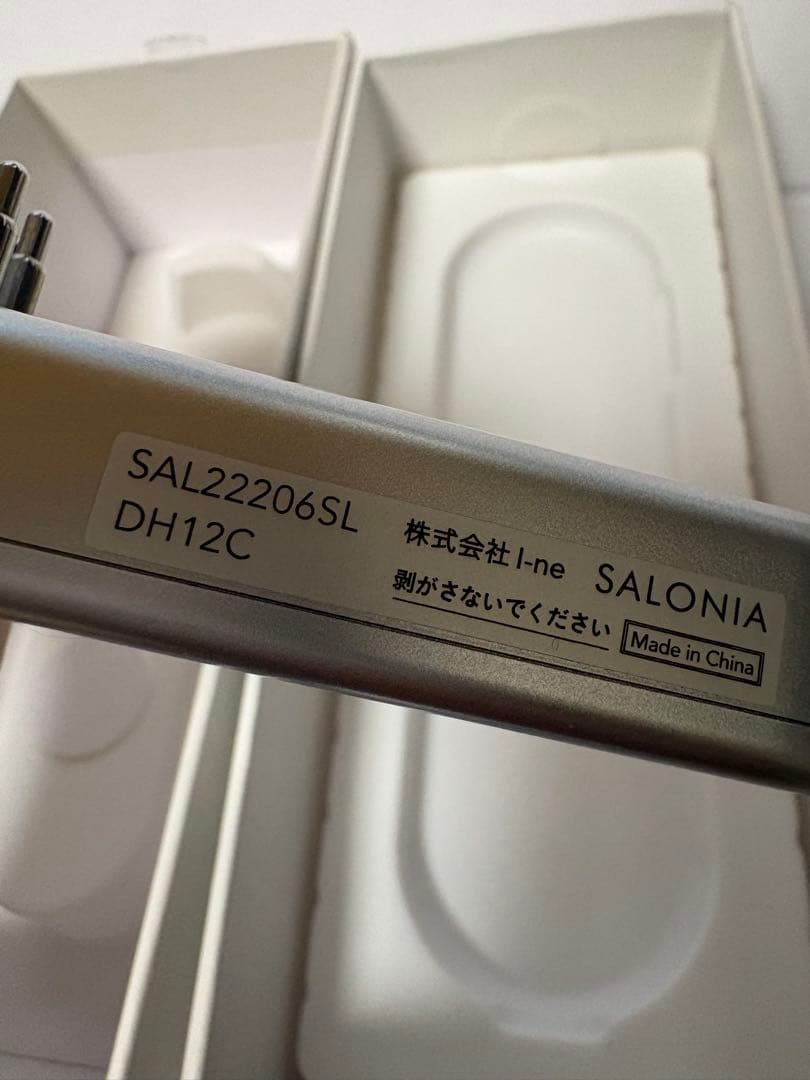 SAL22206SL
DH12C
株式会社I-ne SALONIA
剥がさないでください
Made in China